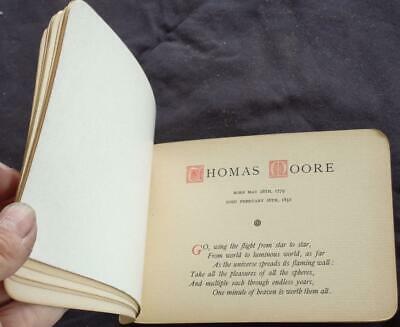 THOMAS MOORE
BORN MAY 28TH, 1779
DIED FEBRUARY 26TH, 1852
GO, wing the flight from star to star,
From world to luminous world, as far
As the universe spreads its flaming wall:
Take all the pleasures of all the spheres,
And multiply each through endless years,
One minute of heaven is worth them all.